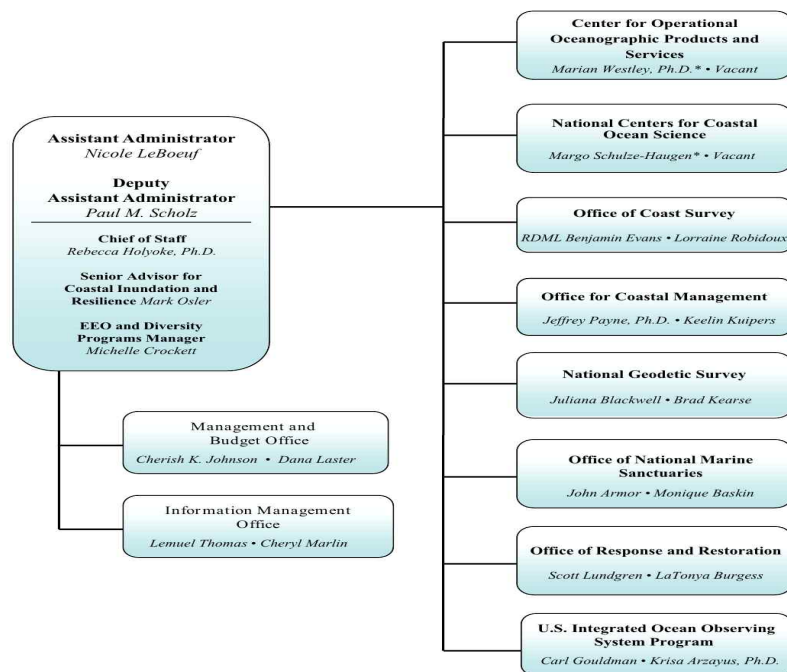 Assistant Administrator
Nicole LeBoeuf
Deputy
Assistant Administrator
Paul M. Scholz
Chief of Staff
Rebecca Holyoke, Ph.D.
Senior Advisor for
Coastal Inundation and
Resilience Mark Osler
EEO and Diversity
Programs Manager
Michelle Crockett
Management and
Budget Office
Cherish K. Johnson • Dana Laster
Information Management
Office
Lemuel Thomas • Cheryl Marlin
Center for Operational
Oceanographic Products and
Services
Marian Westley, Ph.D.* • Vacant
National Centers for Coastal
Ocean Science
Margo Schulze-Haugen* • Vacant
Office of Coast Survey
RDML Benjamin Evans • Lorraine Robidoux
Office for Coastal Management
Jeffrey Payne, Ph.D. • Keelin Kuipers
National Geodetic Survey
Juliana Blackwell • Brad Kearse
Office of National Marine
Sanctuaries
John Armor • Monique Baskin
Office of Response and Restoration
Scott Lundgren • LaTonya Burgess
U.S. Integrated Ocean Observing
System Program
Carl Gouldman • Krisa Arzayus, Ph.D.